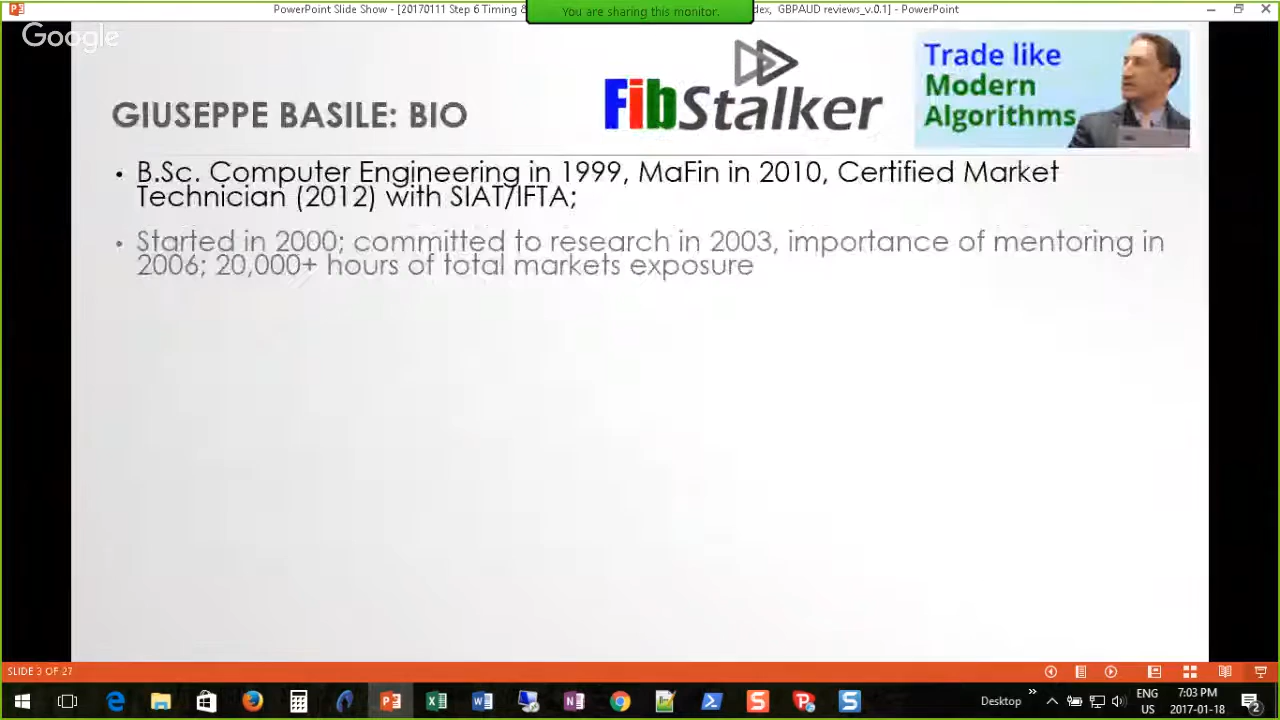 PowerPoint Slide Show - [20170111 Step 6 Timing &
You are sharing this monitor.
dex, GBPAUD reviews_v.0.1] - PowerPoint
Google
FibStalker
Trade like
Modern
Algorithms
GIUSEPPE BASILE: BIO
• B.Sc. Computer Engineering in 1999, MaFin in 2010, Certified Market
Technician (2012) with SIAT/IFTA;
• Started in 2000; committed to research in 2003, importance of mentoring in
2006; 20,000+ hours of total markets exposure
SLIDE 3 OF 27
Desktop
ENG
US
7:03 PM
2017-01-18
2